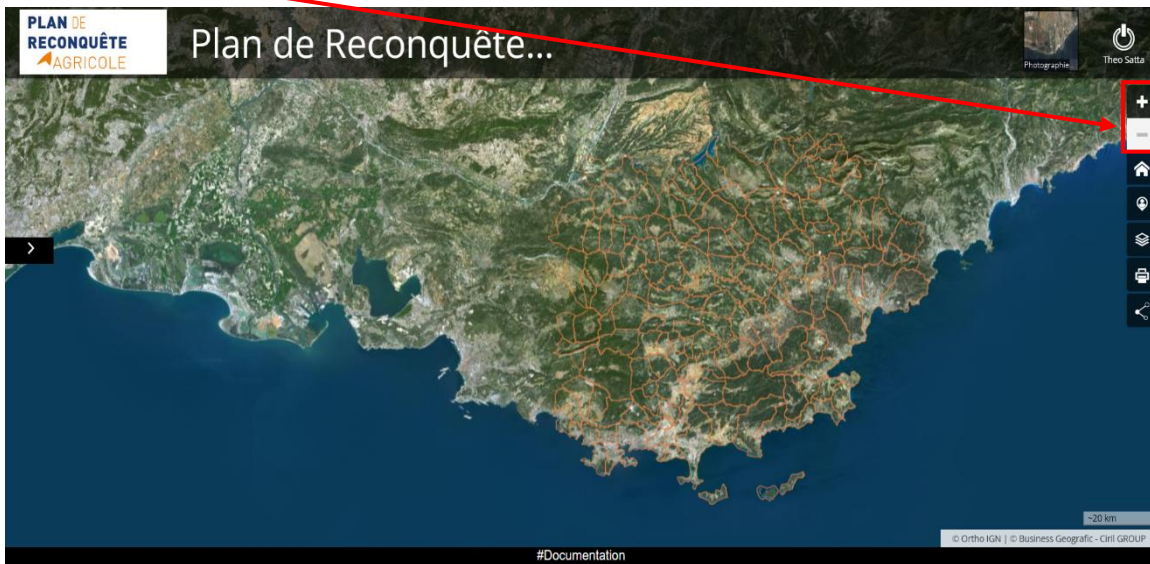 PLAN DE
RECONQUÊTE
AGRICOLE
Plan de Reconquête...
Photographie
Theo Satta
~20 km
© Ortho IGN | © Business Geografic - Ciril GROUP
#Documentation